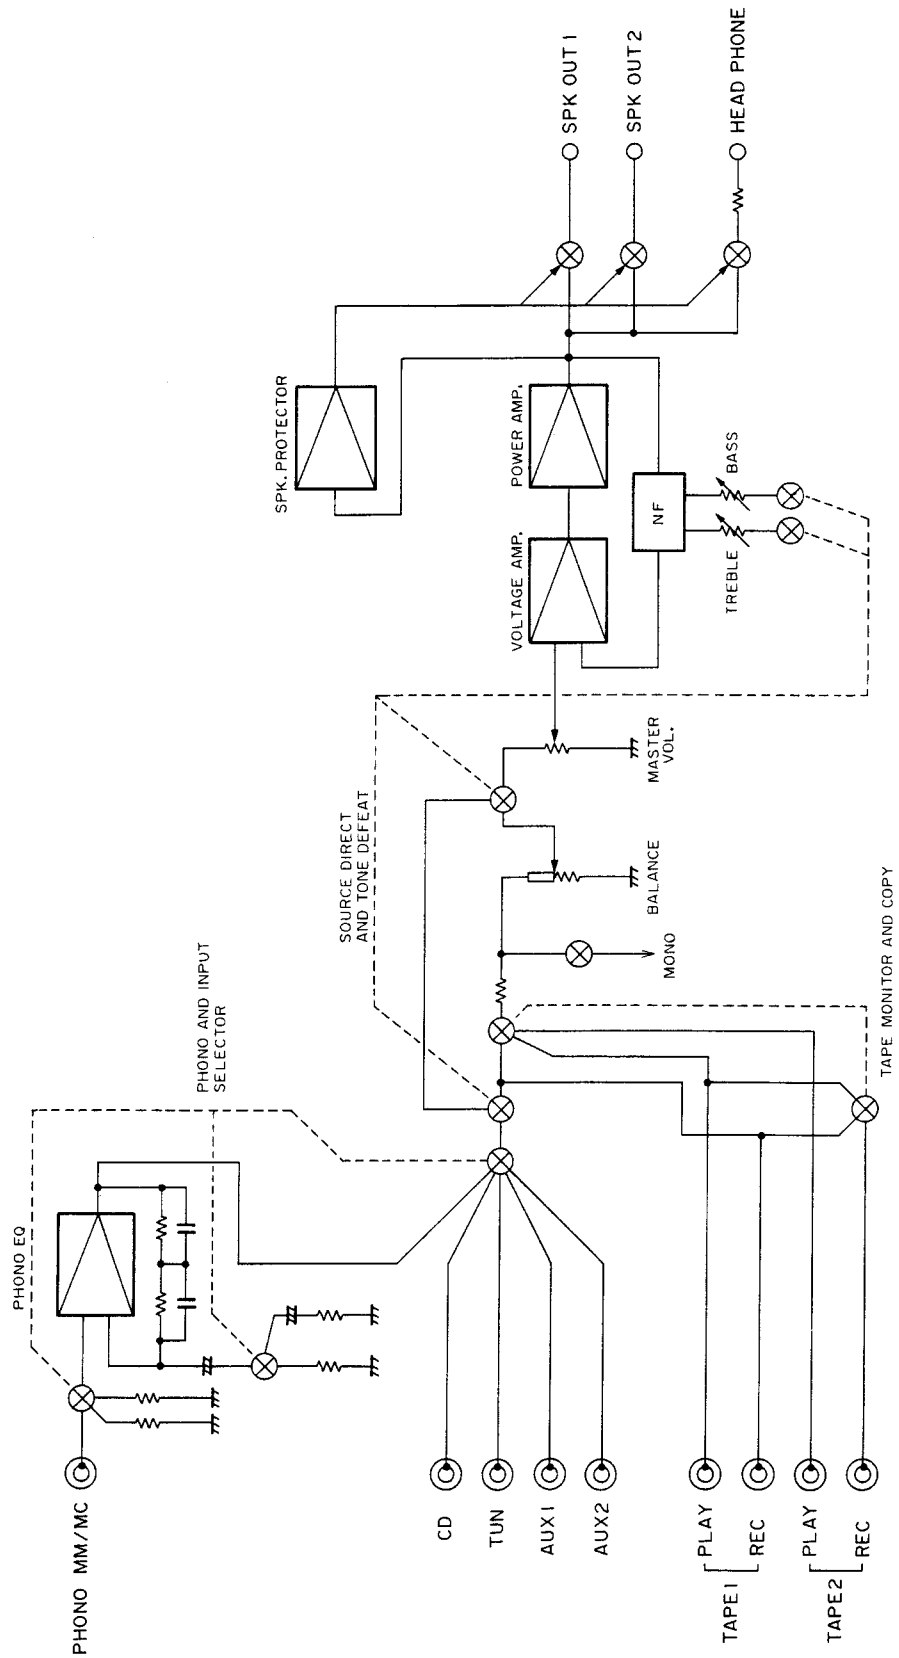 PHONO MM/MC
PHONO EQ
PHONO AND INPUT
SELECTOR
CD
TUN
AUX1
AUX2
TAPE1
PLAY
REC
TAPE2
PLAY
REC
TAPE MONITOR AND COPY
SOURCE DIRECT
AND TONE DEFEAT
MONO
BALANCE
MASTER
VOL.
VOLTAGE AMP.
POWER AMP.
NF
TREBLE
BASS
SPK. PROTECTOR
SPK OUT 1
SPK OUT 2
HEAD PHONE